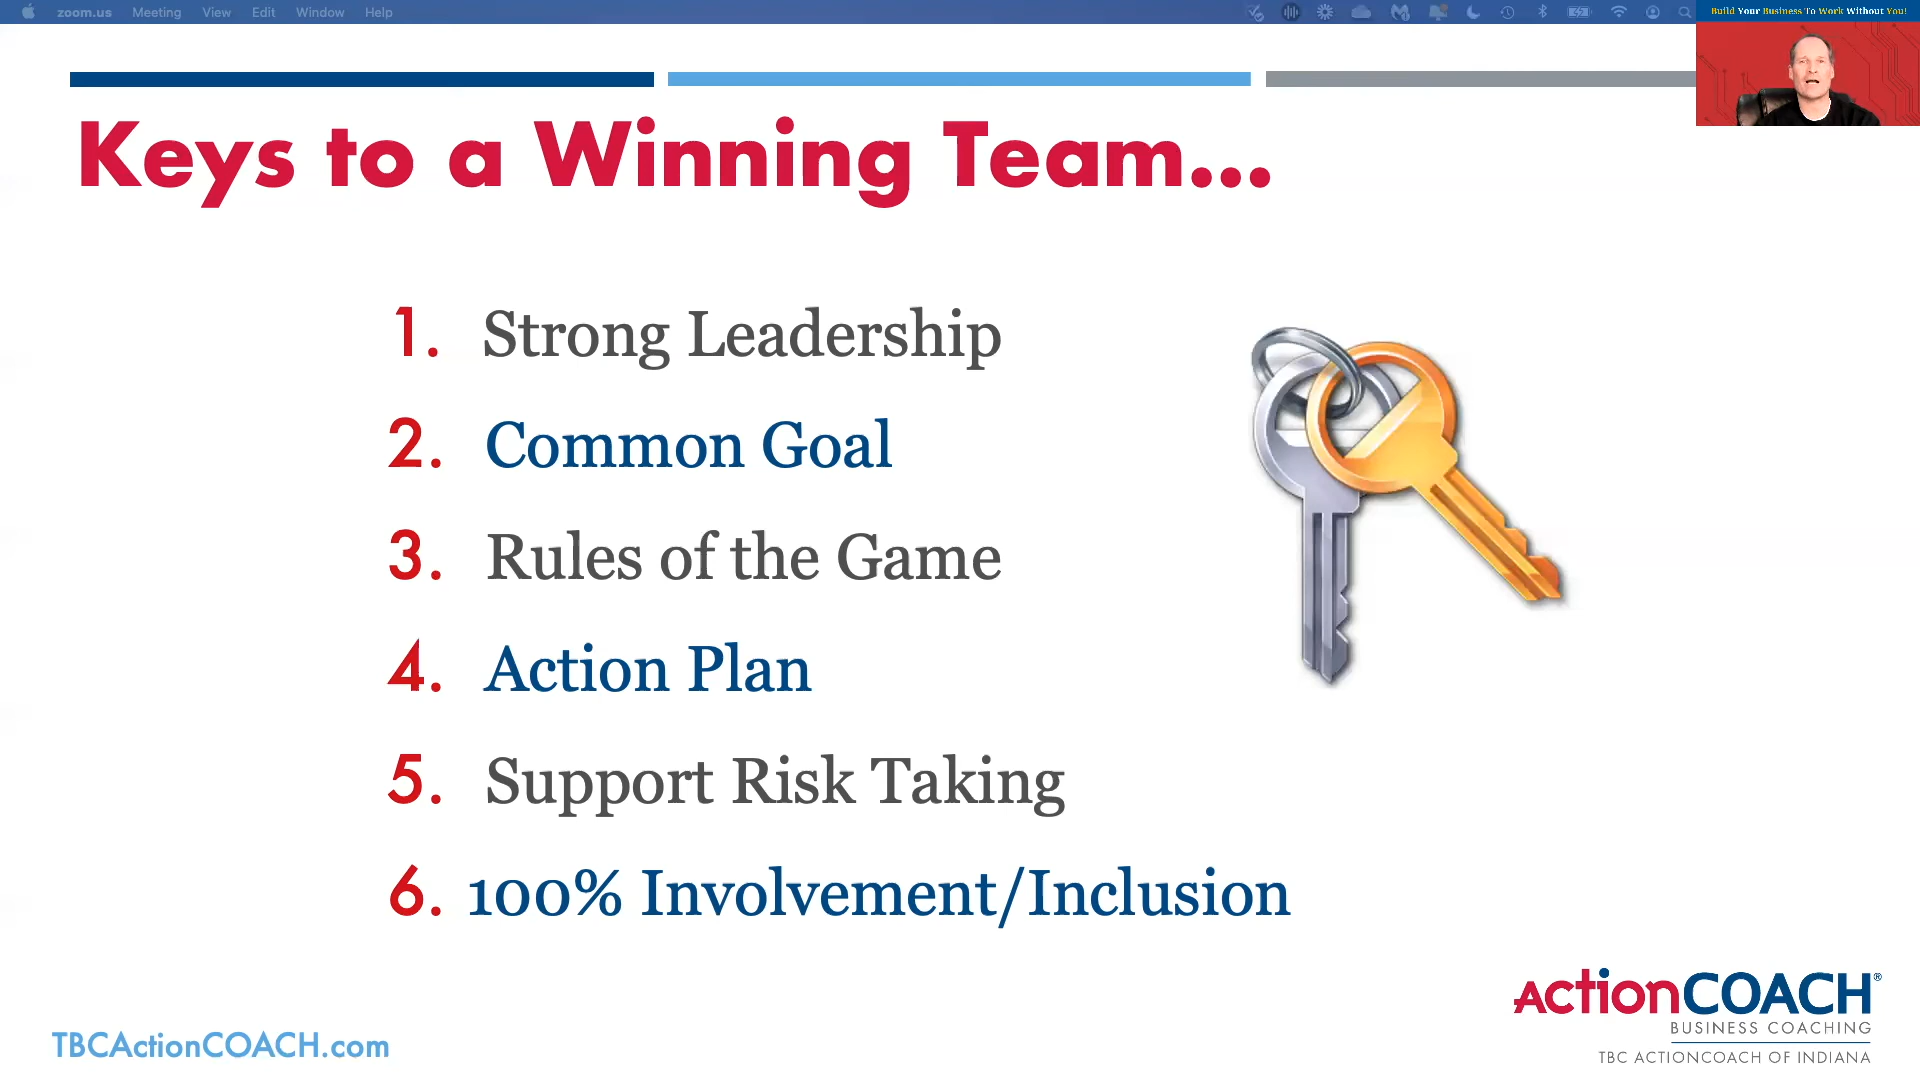 zoom.us Meeting View Edit Window Help
Build Your Business To Work Without You!
Keys to a Winning Team...
1. Strong Leadership
2. Common Goal
3. Rules of the Game
4. Action Plan
5. Support Risk Taking
6. 100% Involvement/Inclusion
actionCOACH®
BUSINESS COACHING
TBC ACTIONCOACH OF INDIANA
TBCActionCOACH.com